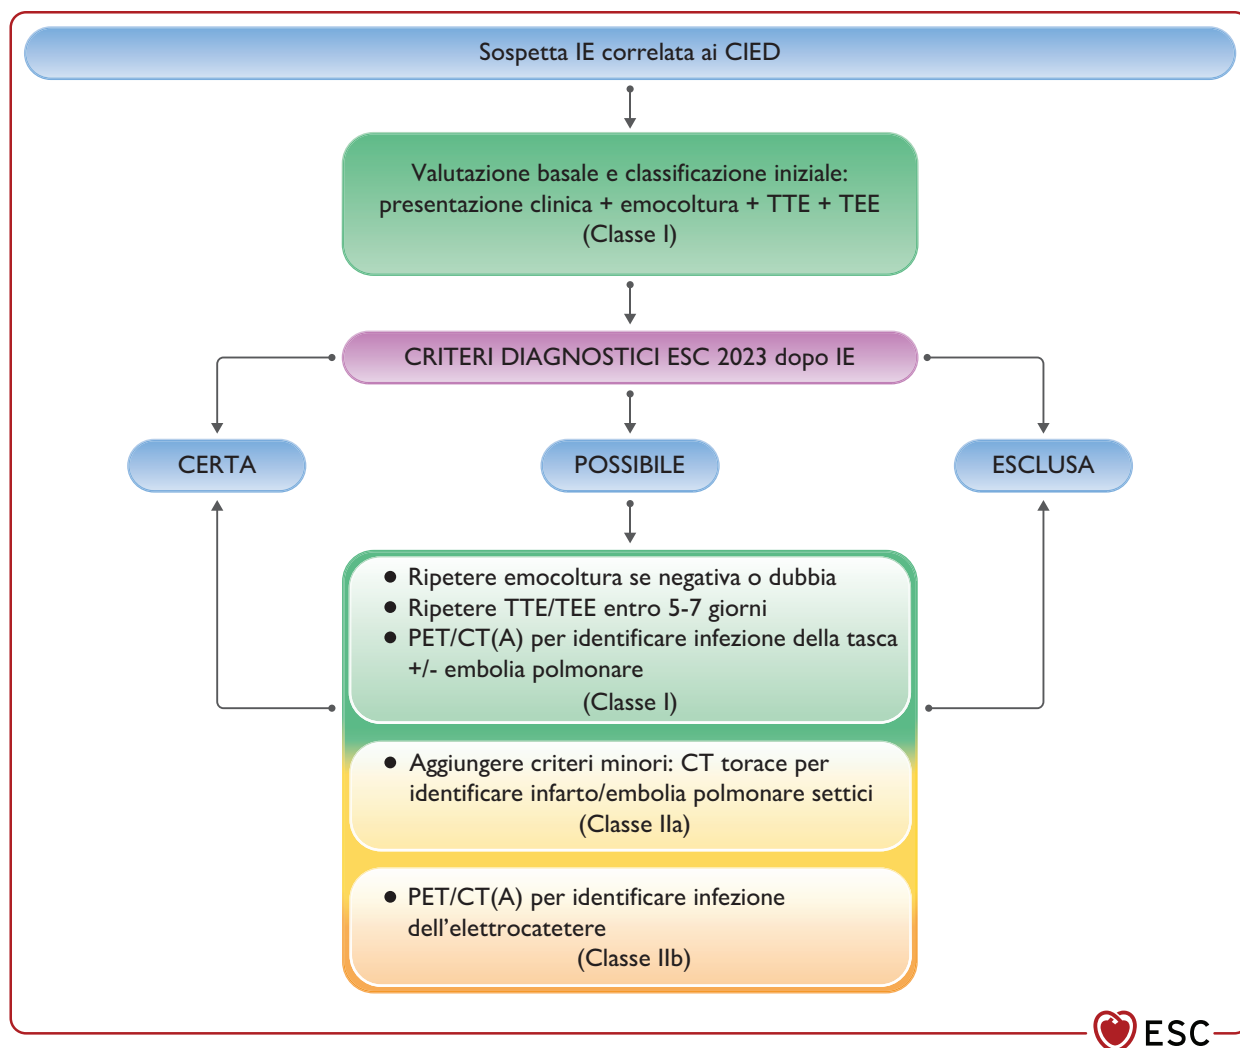 Sospetta IE correlata ai CIED
Valutazione basale e classificazione iniziale:
presentazione clinica + emocoltura + TTE + TEE
(Classe I)
CRITERI DIAGNOSTICI ESC 2023 dopo IE
CERTA
POSSIBILE
ESCLUSA
● Ripetere emocoltura se negativa o dubbia
● Ripetere TTE/TEE entro 5-7 giorni
● PET/CT(A) per identificare infezione della tasca
+/- embolia polmonare
(Classe I)
● Aggiungere criteri minori: CT torace per
identificare infarto/embolia polmonare settici
(Classe IIa)
● PET/CT(A) per identificare infezione
dell'elettrocatetere
(Classe IIb)
ESC